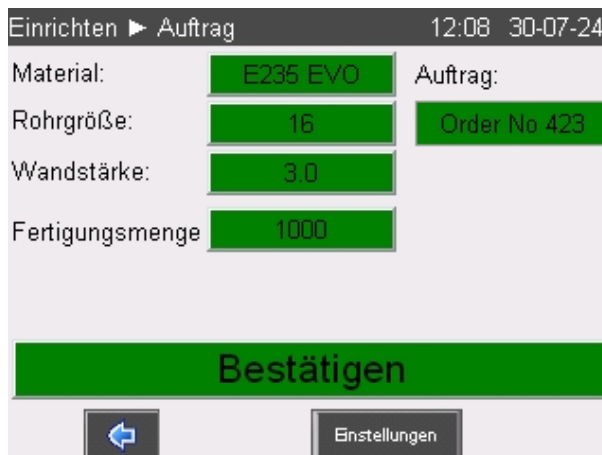 Einrichten ► Auftrag 12:08 30-07-24
Material: E235 EVO Auftrag:
Rohrgröße: 16 Order No 423
Wandstärke: 3.0
Fertigungsmenge 1000
Bestätigen
Einstellungen